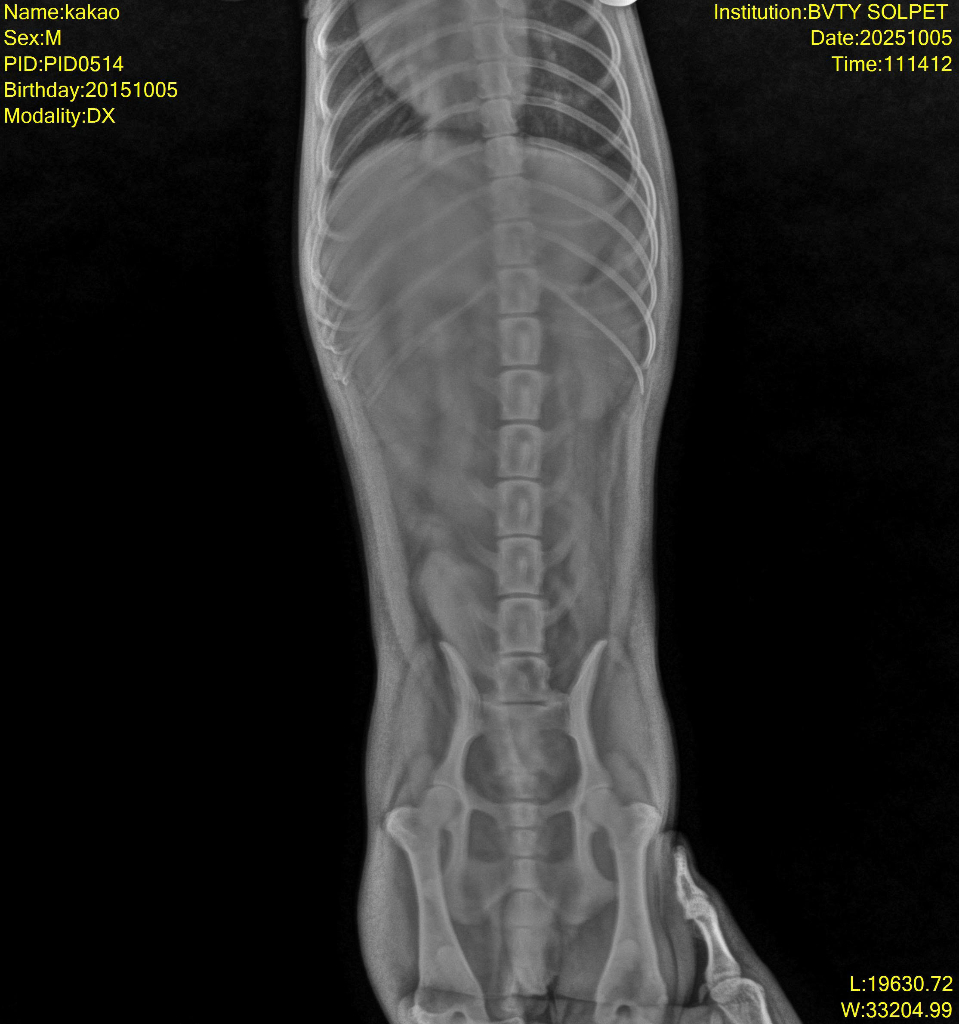 Name:kakao
Sex:M
PID:PID0514
Birthday:20151005
Modality:DX
Institution:BVTY SOLPET
Date:20251005
Time:111412
L:19630.72
W:33204.99